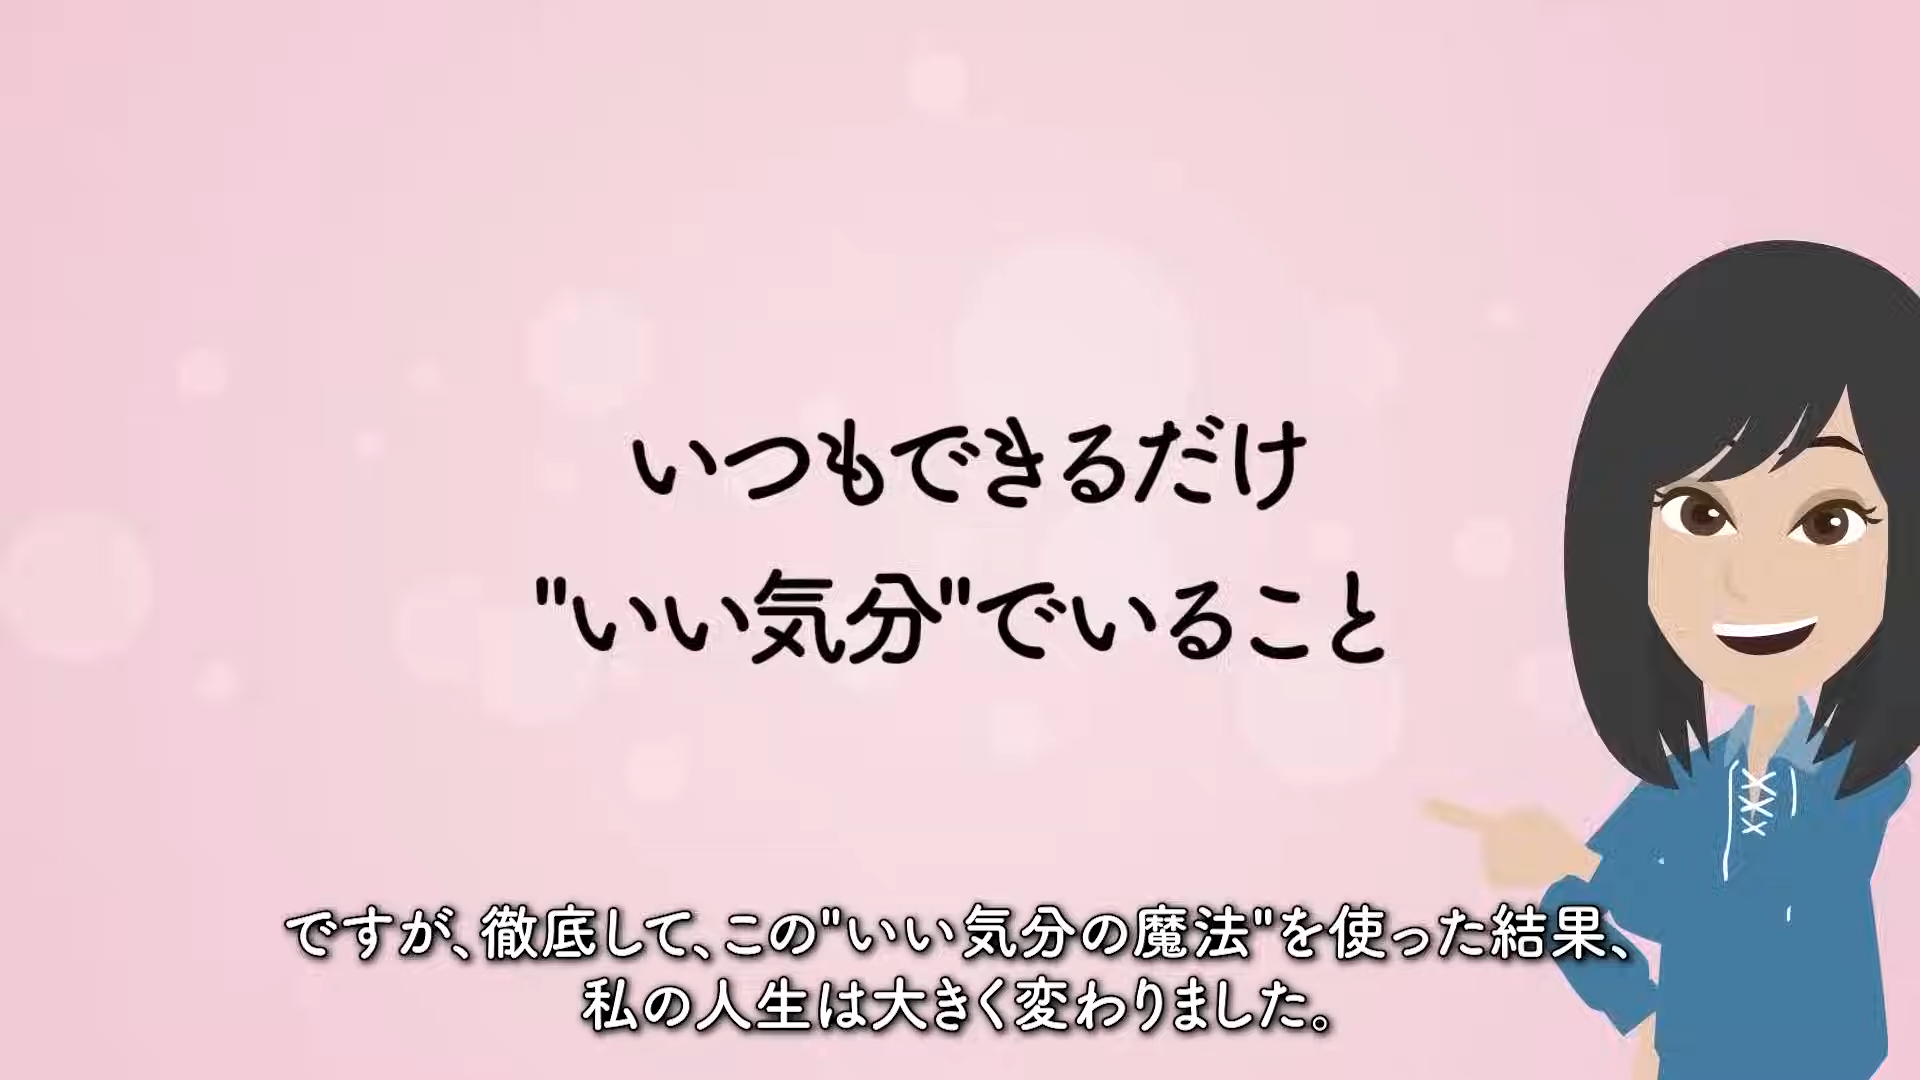 いつもできるだけ
"いい気分"でいること
ですが、徹底して、この"いい気分の魔法"を使った結果、
私の人生は大きく変わりました。